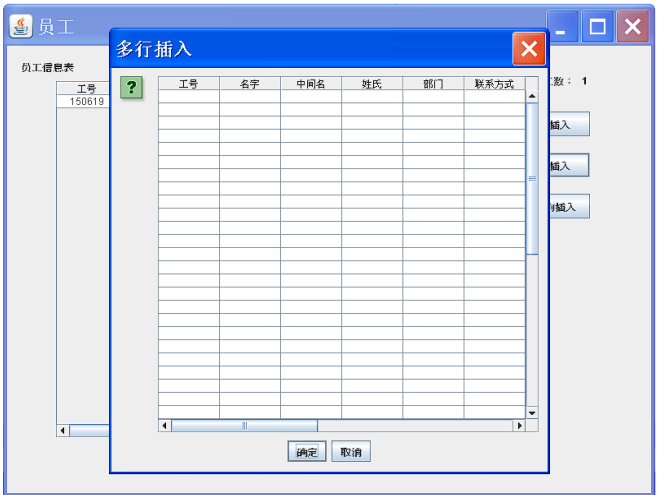 员工
多行插入
员工信息表
工号
150619
工号 名字 中间名 姓氏 部门 联系方式
数： 1
插入
插入
插入
确定 取消